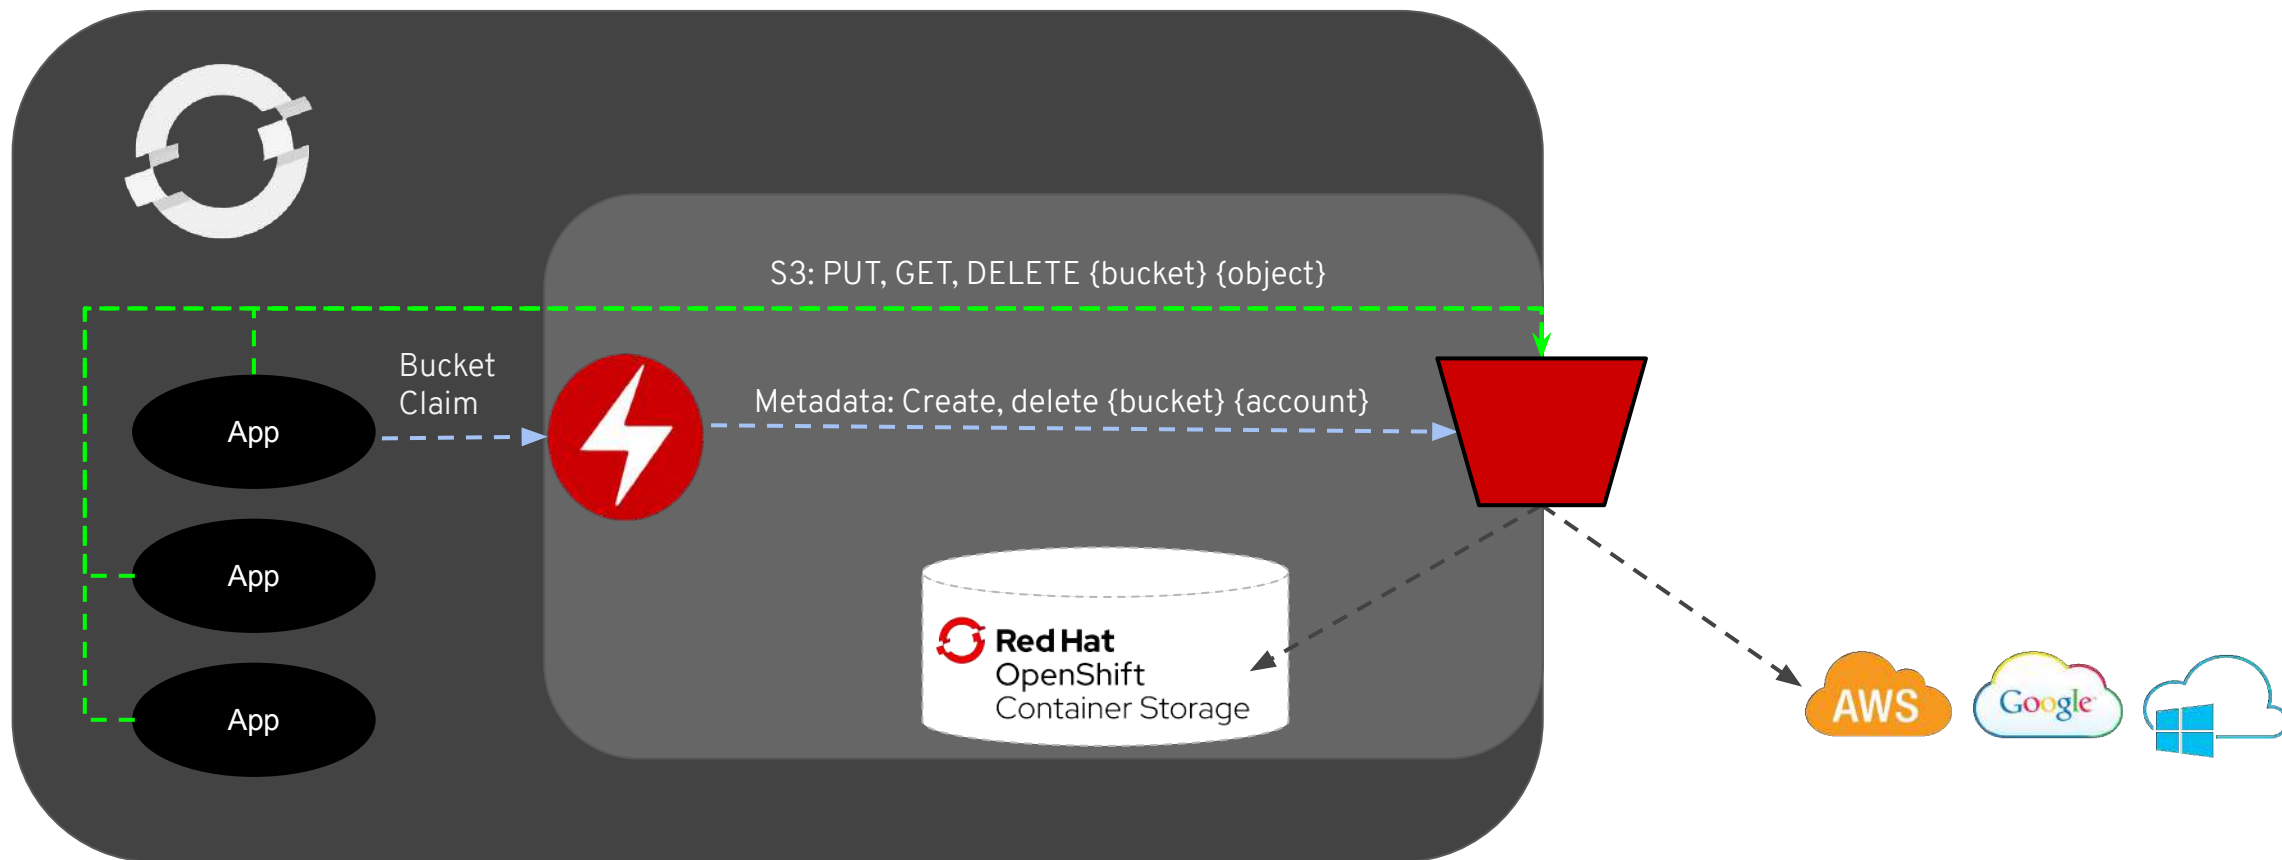 S3: PUT, GET, DELETE {bucket} {object}
Bucket
Claim
Metadata: Create, delete {bucket} {account}
App
App
App
Red Hat
OpenShift
Container Storage
AWS
Google